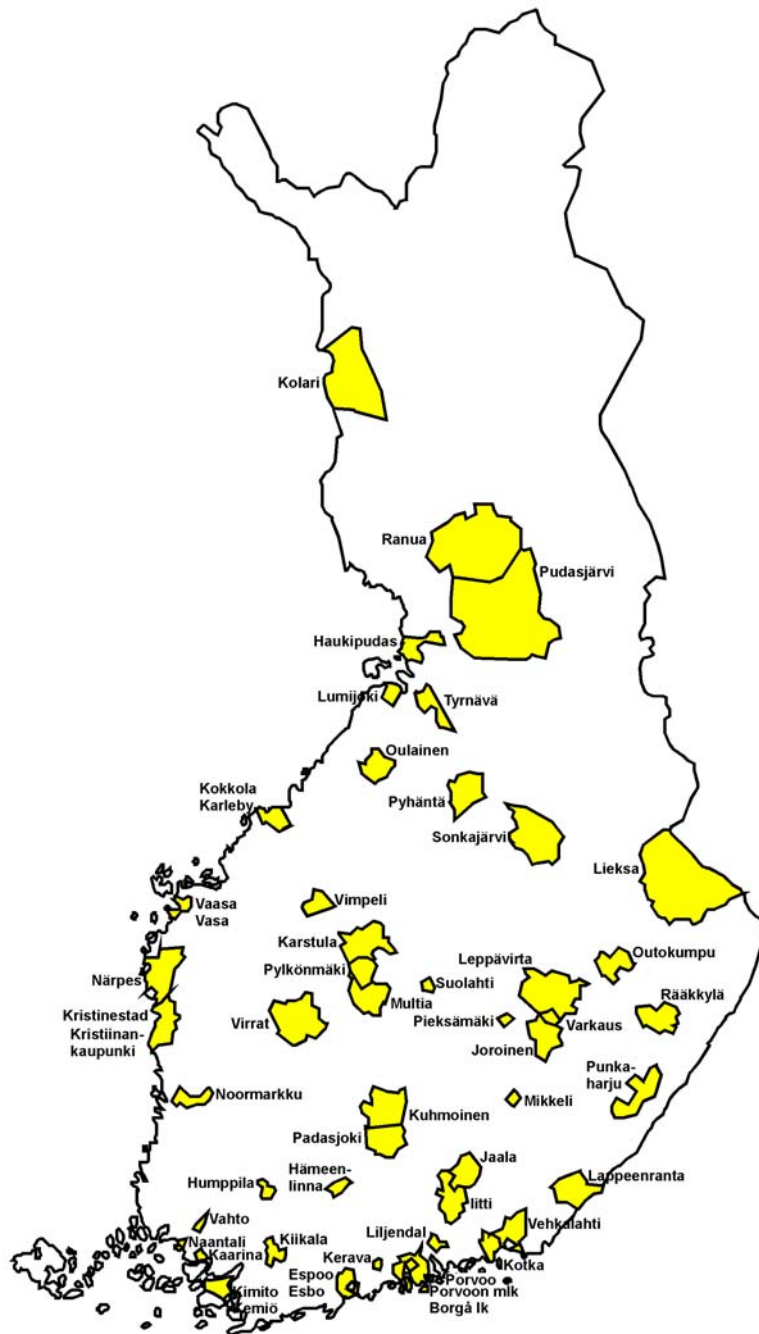 Kolari
Ranua
Pudasjärvi
Haukipudas
Lumijoki
Tyrnävä
Oulainen
Kokkola
Karleby
Pyhäntä
Sonkajärvi
Lieksa
Vaasa
Vasa
Vimpeli
Karstula
Leppävirta
Outokumpu
Närpes
Pylkönmäki
Suolahti
Multia
Rääkkylä
Kristinestad
Kristiinan-
kaupunki
Virrat
Pieksämäki
Varkaus
Joroinen
Punka-
harju
Noormarkku
Mikkeli
Kuhmoinen
Padasjoki
Jaala
Humppila
Hämeen-
linna
Lappeenranta
Iitti
Vahto
Vehkalahti
Naantali
Kaarina
Kiikala
Liljendal
Kerava
Kotka
Kimito
Kemiö
Espoo
Esbo
Porvoo
Porvoon mlk
Borgå lk